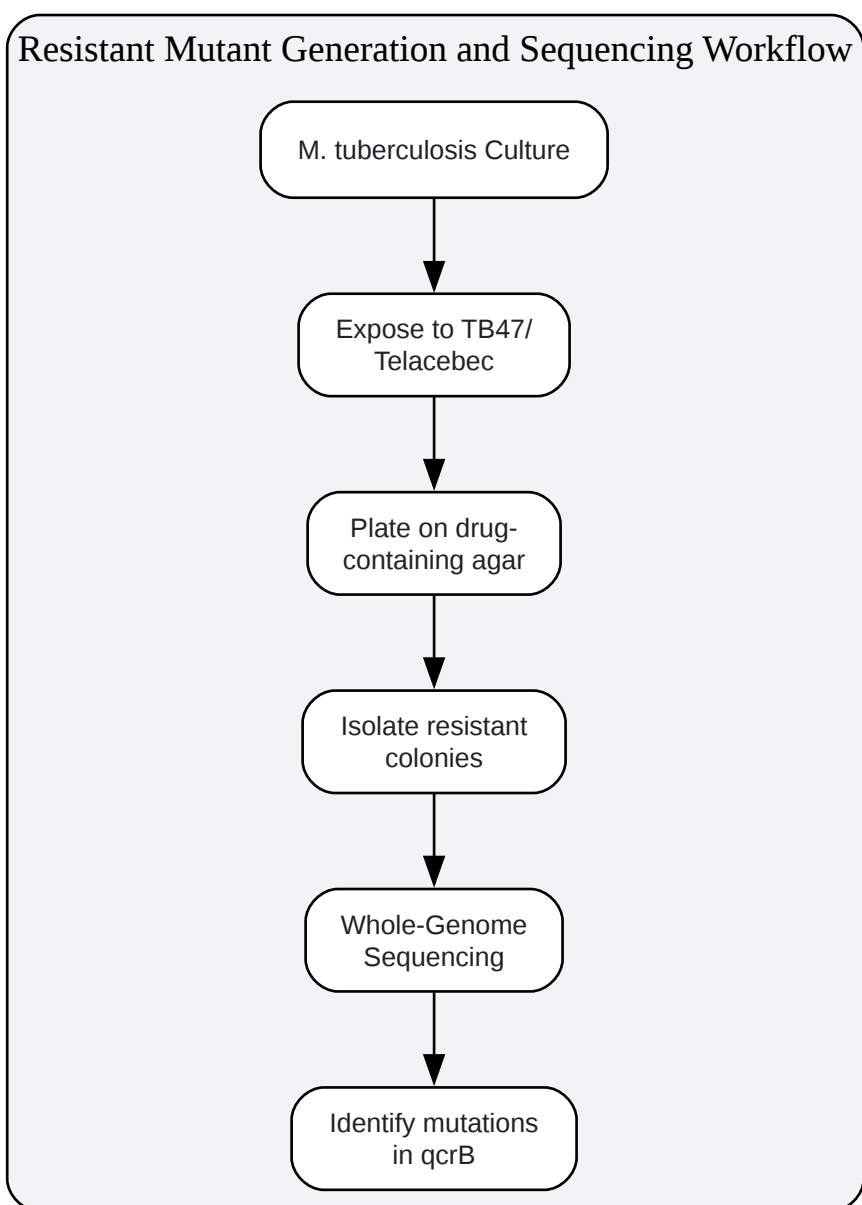 Resistant Mutant Generation and Sequencing Workflow
M. tuberculosis Culture
Expose to TB47/
Telacebec
Plate on drug-
containing agar
Isolate resistant
colonies
Whole-Genome
Sequencing
Identify mutations
in qcrB